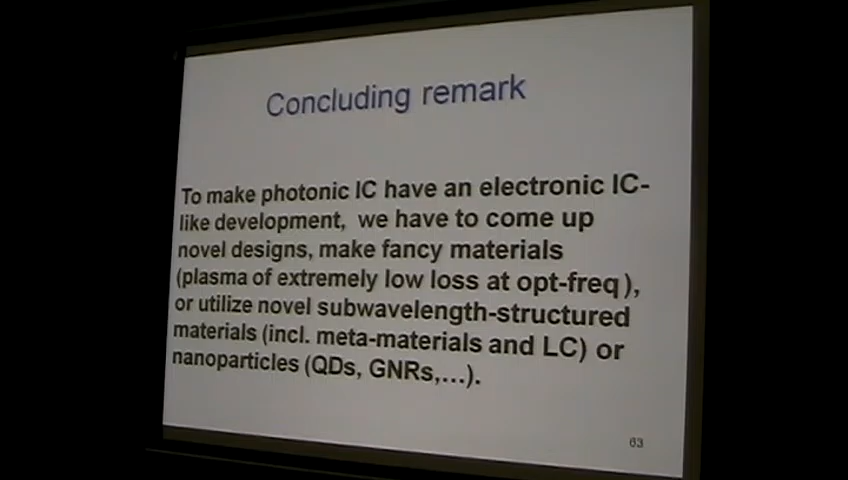 Concluding remark
To make photonic IC have an electronic IC-
like development, we have to come up
novel designs, make fancy materials
(plasma of extremely low loss at opt-freq),
or utilize novel subwavelength-structured
materials (incl. meta-materials and LC) or
nanoparticles (QDs, GNRs,...).
63